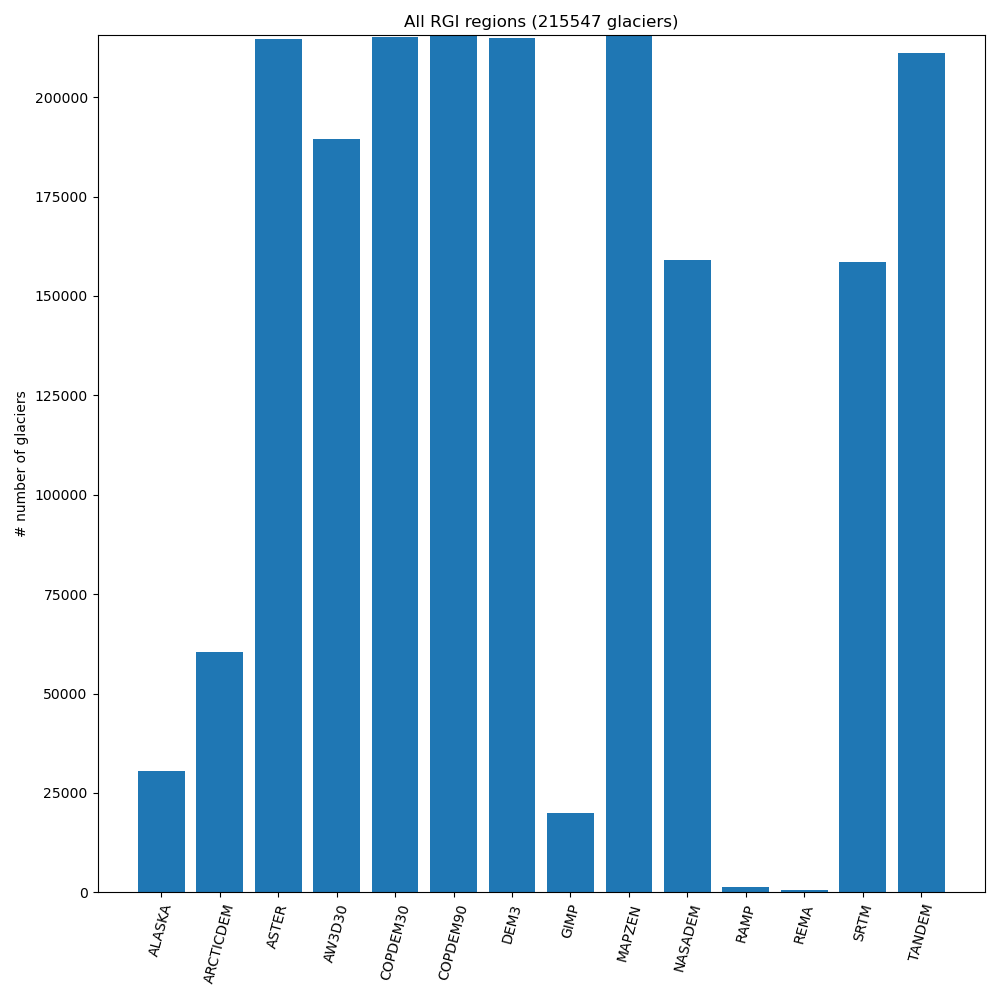 All RGI regions (215547 glaciers)
# number of glaciers
200000
175000
150000
125000
100000
75000
50000
25000
0
ALASKA
ARCTICDEM
ASTER
AW3D30
COPDEM30
COPDEM90
DEM3
GIMP
MAPZEN
NASADEM
RAMP
REMA
SRTM
TANDEM